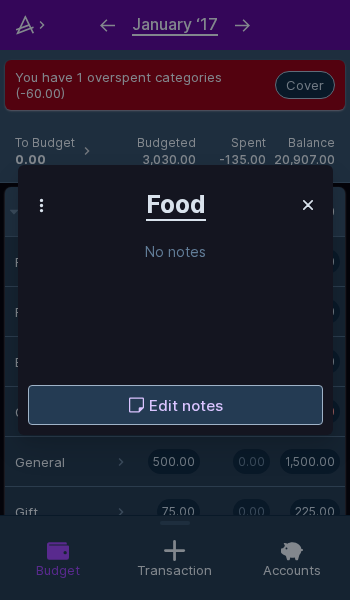 January ‘17
You have 1 overspent categories
(-60.00)
Cover
To Budget Budgeted Spent Balance
0.00 3,030.00 -135.00 20,907.00
Food
No notes
Edit notes
General 500.00 0.00 1,500.00
Gift 75.00 0.00 225.00
Budget Transaction Accounts